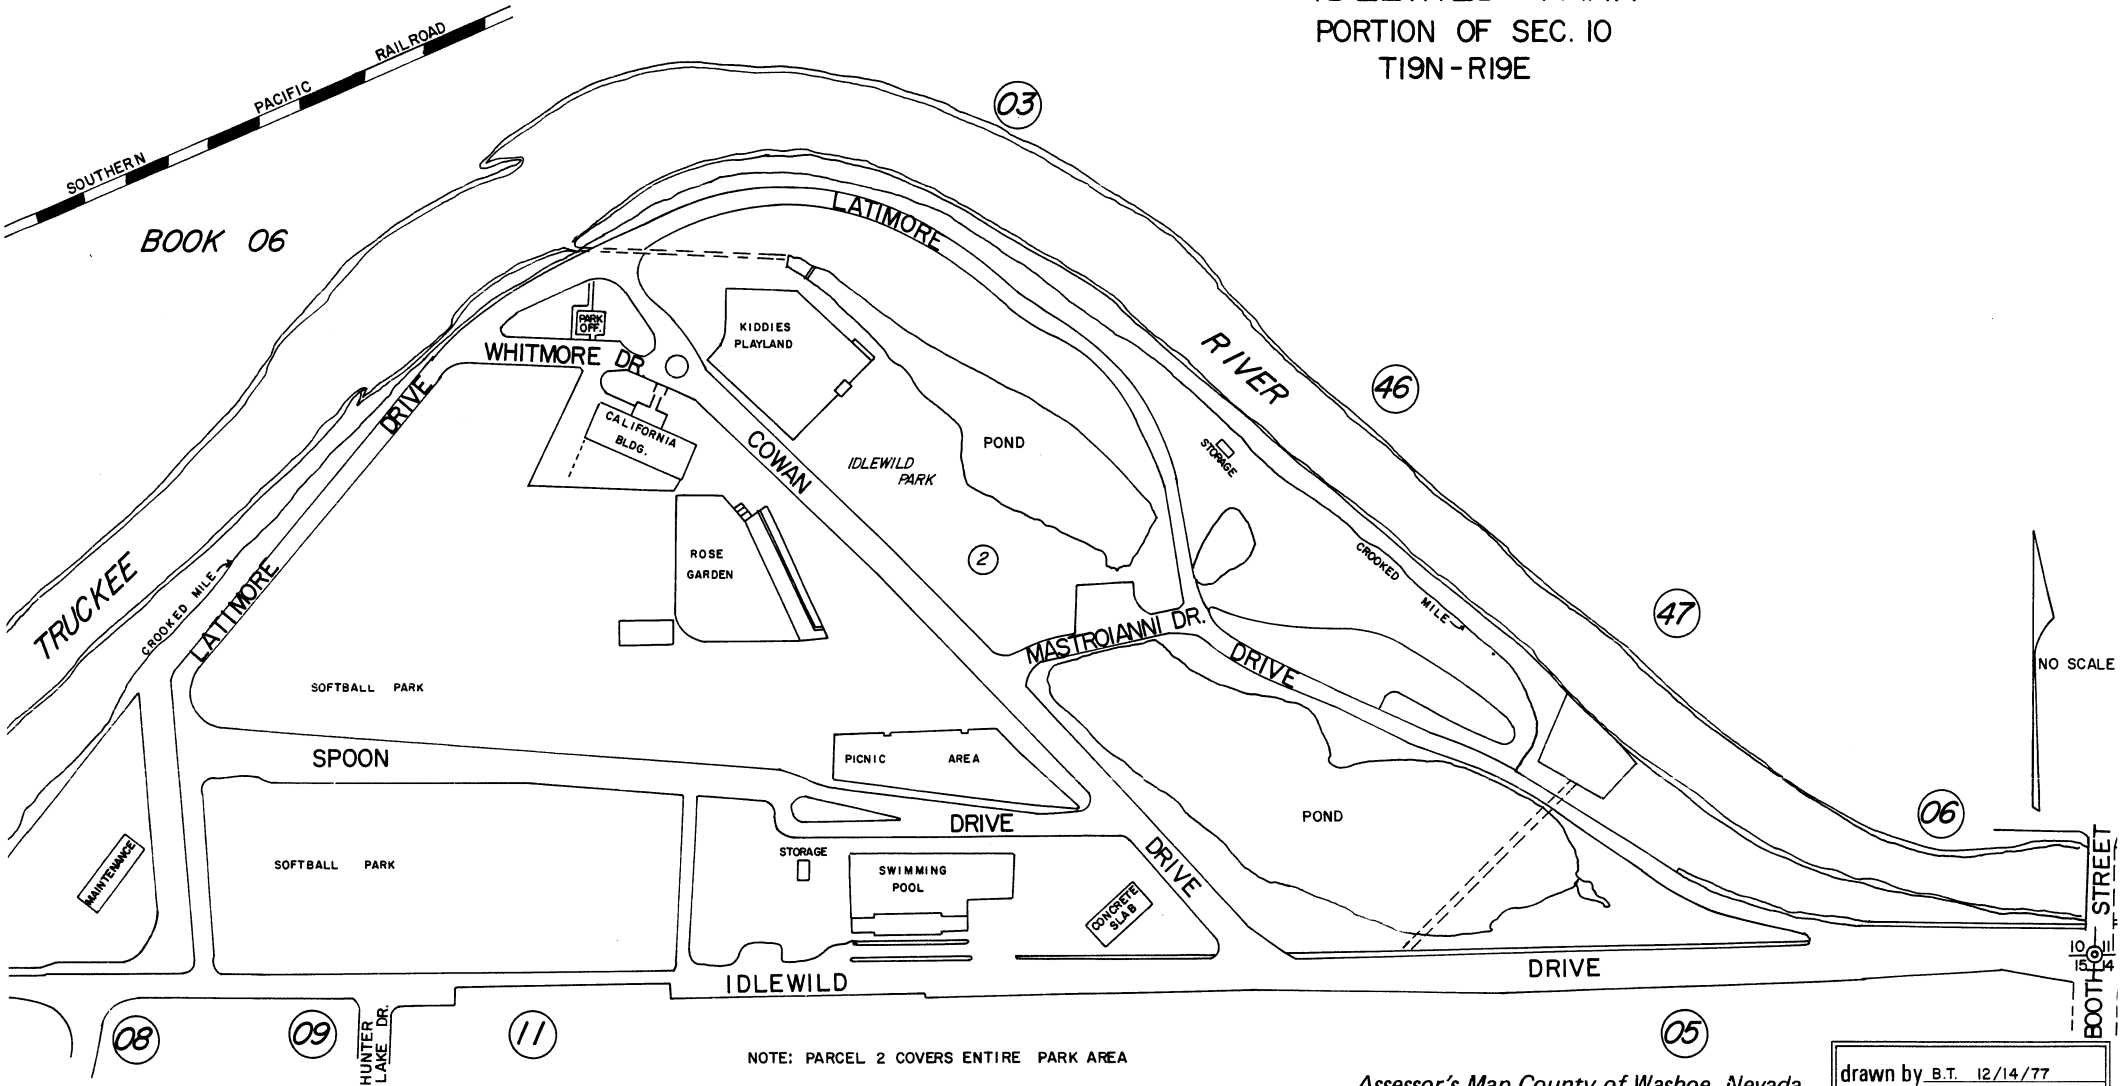 PORTION OF SEC. 10
T19N-R19E
SOUTHERN PACIFIC RAILROAD
BOOK 06
03
LATIMORE
PARK
OFF.
WHITMORE DR.
KIDDIES
PLAYLAND
RIVER
46
DRIVE
CALIFORNIA
BLDG.
COWAN
IDLEWILD
PARK
POND
STORAGE
ROSE
GARDEN
2
CROOKED MILE
47
TRUCKEE
CROOKED MILE
LATIMORE
MASTROIANNI DR.
DRIVE
NO SCALE
SOFTBALL PARK
SPOON
PICNIC AREA
DRIVE
POND
06
MAINTENANCE
SOFTBALL PARK
STORAGE
SWIMMING
POOL
DRIVE
CONCRETE
SLAB
BOOTH STREET
10 11
15 14
IDLEWILD DRIVE
08
09
HUNTER
LAKE DR.
11
05
NOTE: PARCEL 2 COVERS ENTIRE PARK AREA
Assessor's Map County of Washoe, Nevada
drawn by B.T. 12/14/77